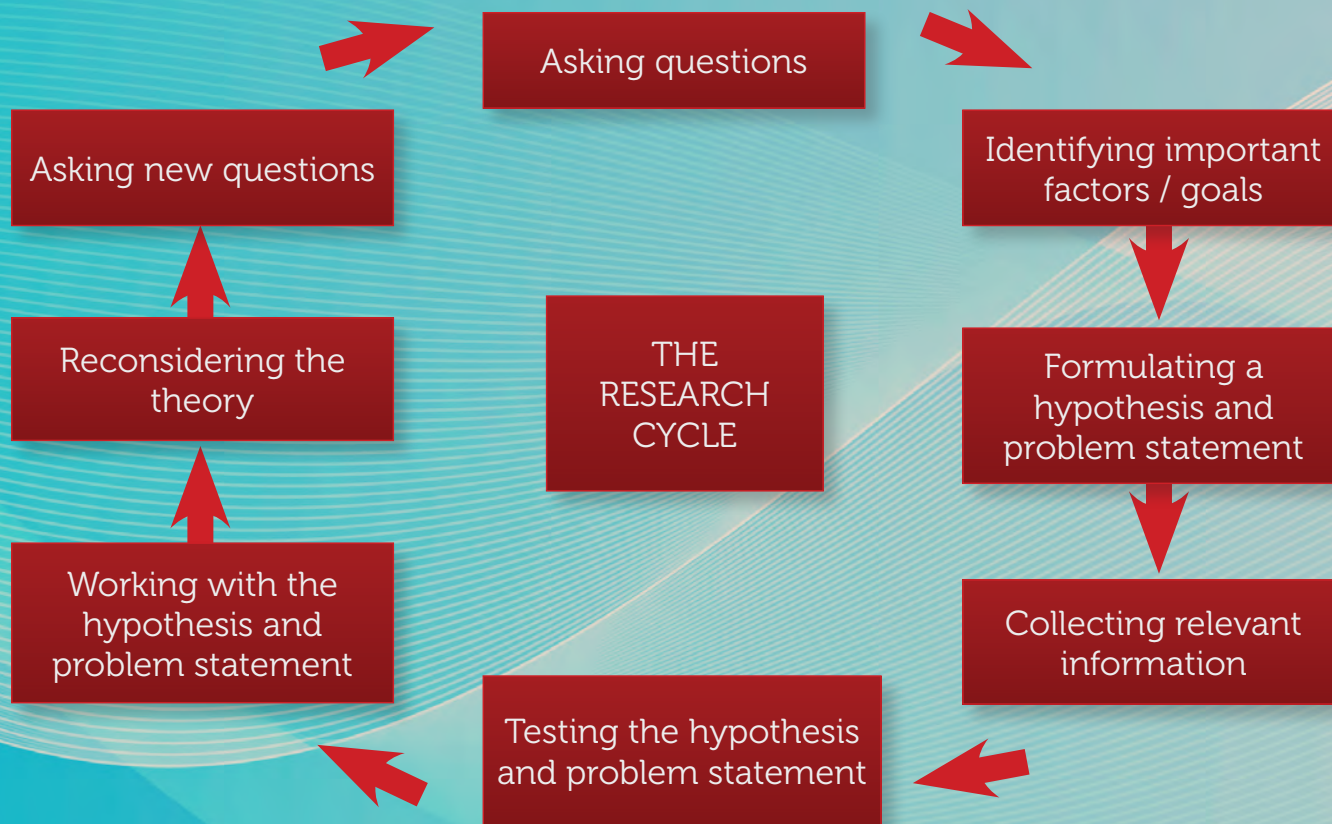 Asking questions
Identifying important
factors / goals
Formulating a
hypothesis and
problem statement
Collecting relevant
information
Testing the hypothesis
and problem statement
Working with the
hypothesis and
problem statement
Reconsidering the
theory
Asking new questions
THE
RESEARCH
CYCLE